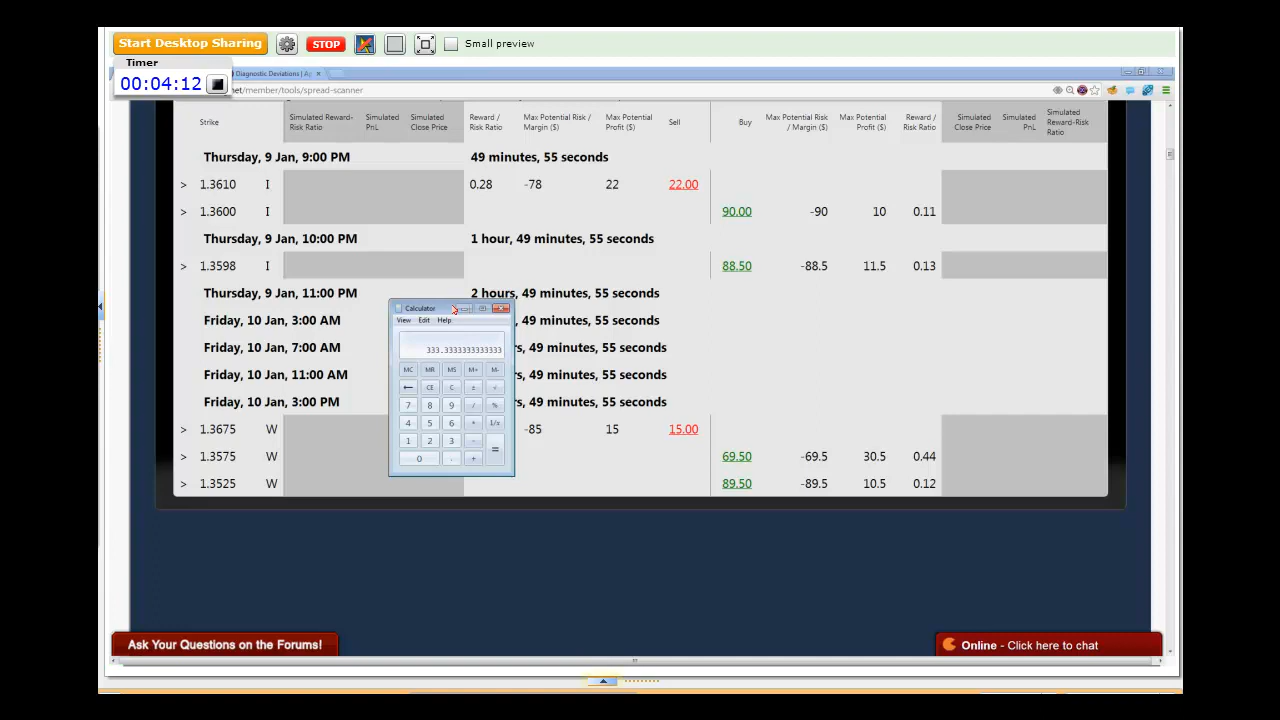 Start Desktop Sharing STOP Small preview
Timer
00:04:12
Diagnostic Deviations | Ap
net/member/tools/spread-scanner
Strike Simulated Reward-Risk Ratio Simulated PnL Simulated Close Price Reward / Risk Ratio Max Potential Risk / Margin ($) Max Potential Profit ($) Sell Buy Max Potential Risk / Margin ($) Max Potential Profit ($) Reward / Risk Ratio Simulated Close Price Simulated PnL Simulated Reward-Risk Ratio
Thursday, 9 Jan, 9:00 PM 49 minutes, 55 seconds
> 1.3610 I 0.28 -78 22 22.00
> 1.3600 I 90.00 -90 10 0.11
Thursday, 9 Jan, 10:00 PM 1 hour, 49 minutes, 55 seconds
> 1.3598 I 88.50 -88.5 11.5 0.13
Thursday, 9 Jan, 11:00 PM 2 hours, 49 minutes, 55 seconds
Friday, 10 Jan, 3:00 AM rs, 49 minutes, 55 seconds
Friday, 10 Jan, 7:00 AM rs, 49 minutes, 55 seconds
Friday, 10 Jan, 11:00 AM rs, 49 minutes, 55 seconds
Friday, 10 Jan, 3:00 PM rs, 49 minutes, 55 seconds
> 1.3675 W -85 15 15.00
> 1.3575 W 69.50 -69.5 30.5 0.44
> 1.3525 W 89.50 -89.5 10.5 0.12
Calculator
View Edit Help
333.3333333333333
MC MR MS M+ M-
← CE C ± √
7 8 9 / %
4 5 6 * 1/x
1 2 3 - =
0 . +
Ask Your Questions on the Forums! Online - Click here to chat